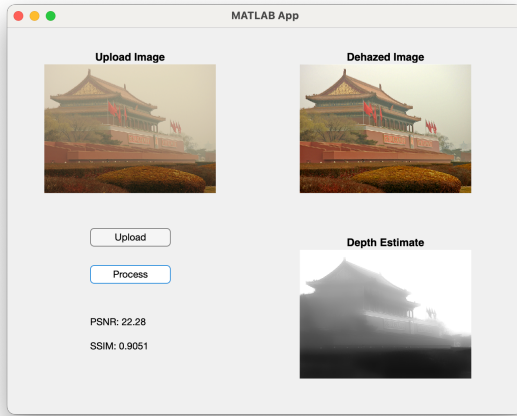 MATLAB App
Upload Image
Dehazed Image
Upload
Process
Depth Estimate
PSNR: 22.28
SSIM: 0.9051